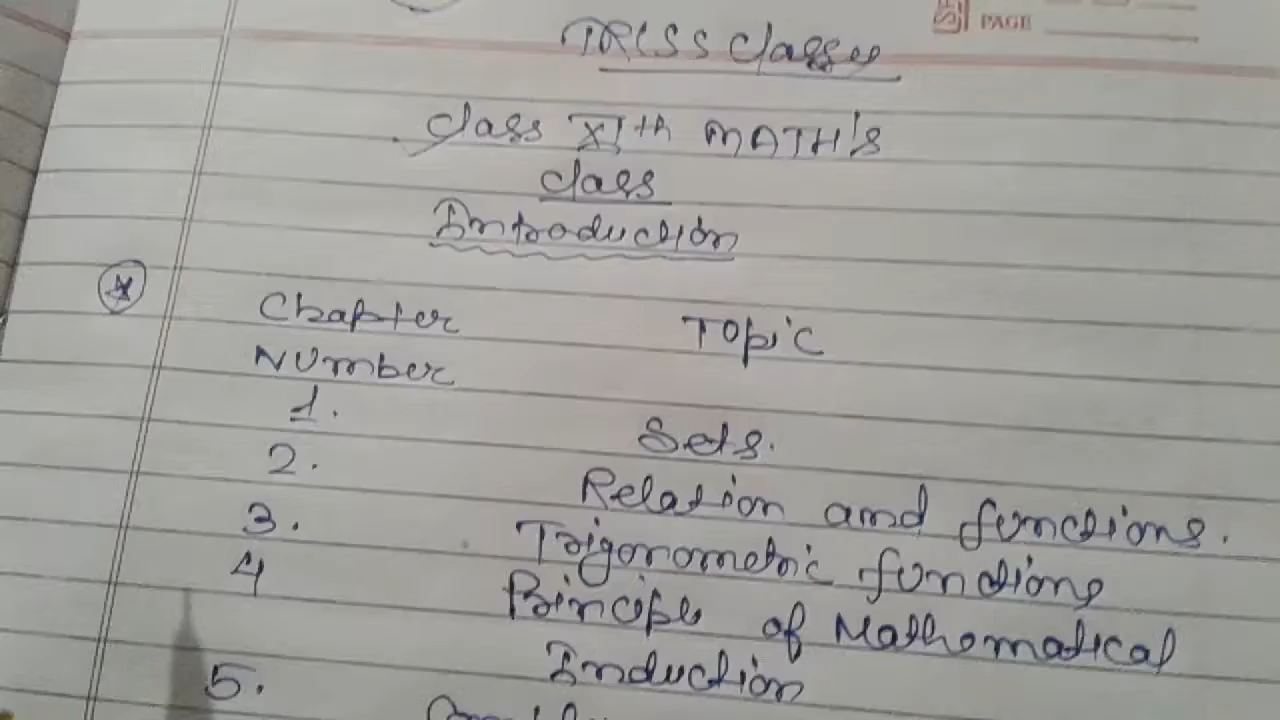 PAGE
TRISS Classes
Class XIth MATH's
Class
Introduction
Chapter Topic
Number
1. Sets.
2. Relation and functions.
3. Trigonometric functions
4 Principle of Mathematical
Induction
5.